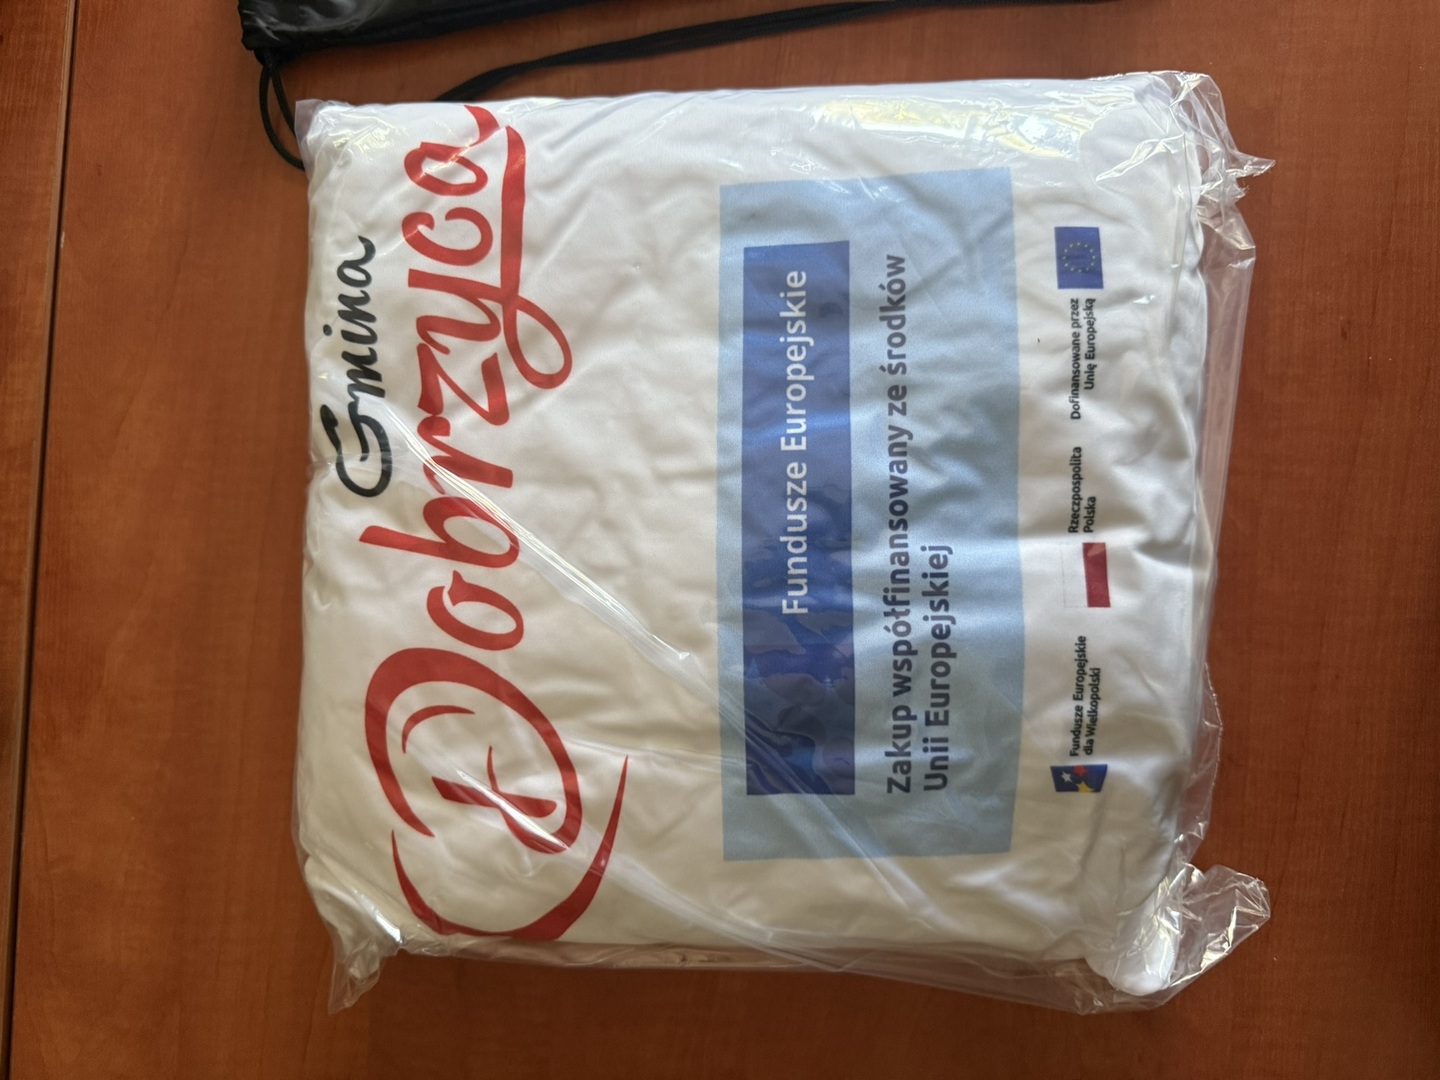 Gmina
Dobrzyca
Fundusze Europejskie
Zakup współfinansowany ze środków
Unii Europejskiej
Fundusze Europejskie
dla Wielkopolski
Rzeczpospolita
Polska
Dofinansowane przez
Unię Europejską